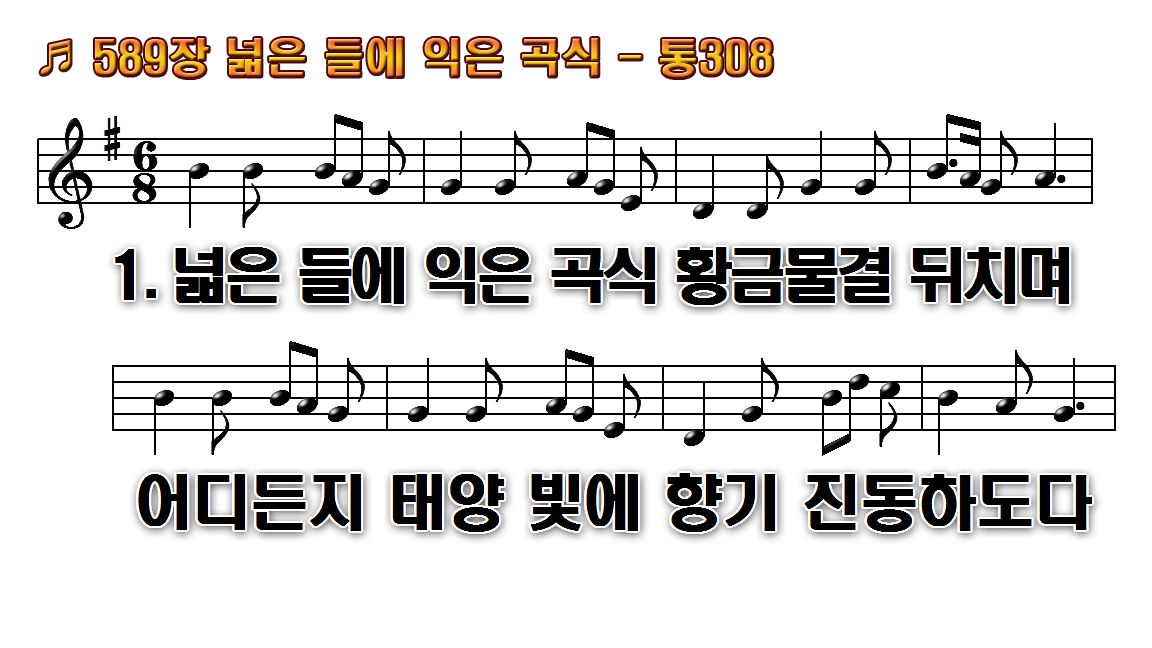 ♬ 589장 넓은 들에 익은 곡식 - 통308
6
8
1. 넓은 들에 익은 곡식 황금물결 뒤치며
어디든지 태양 빛에 향기 진동하도다